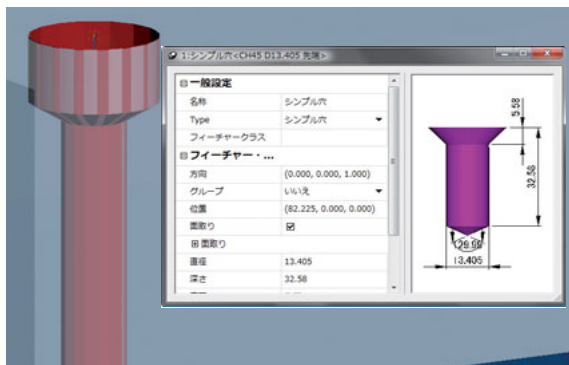 1:シンプル穴<CH45 D13.405 先端>
一般設定
名称 シンプル穴
Type シンプル穴
フィーチャークラス
フィーチャー・...
方向 (0.000, 0.000, 1.000)
グループ いいえ
位置 (82.225, 0.000, 0.000)
面取り
面取り
直径 13.405
深さ 32.58
5.58
32.58
13.405